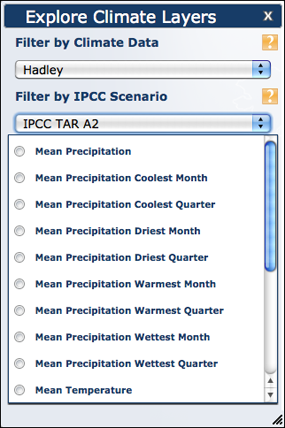 Explore Climate Layers X
Filter by Climate Data ?
Hadley
Filter by IPCC Scenario ?
IPCC TAR A2
Mean Precipitation
Mean Precipitation Coolest Month
Mean Precipitation Coolest Quarter
Mean Precipitation Driest Month
Mean Precipitation Driest Quarter
Mean Precipitation Warmest Month
Mean Precipitation Warmest Quarter
Mean Precipitation Wettest Month
Mean Precipitation Wettest Quarter
Mean Temperature